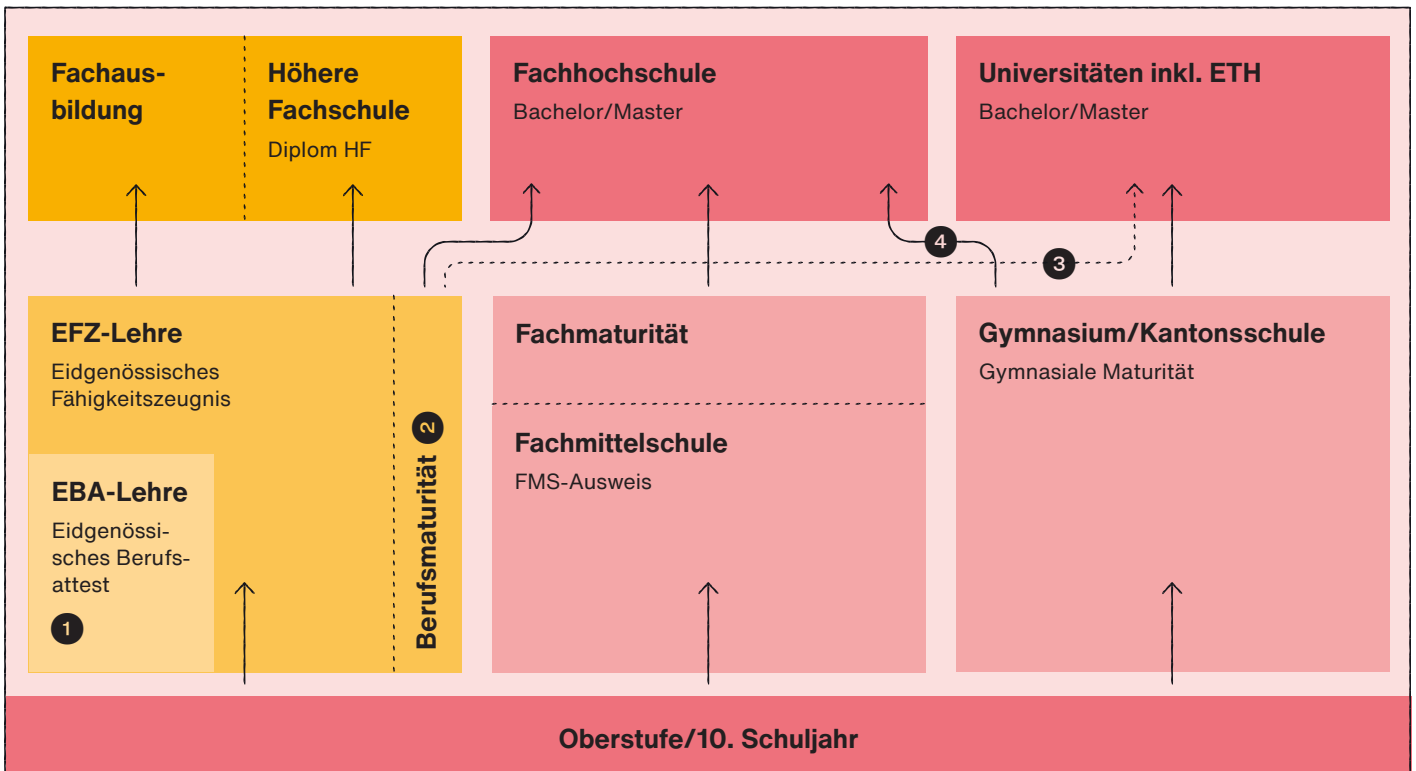 Fachaus-
bildung
Höhere
Fachschule
Diplom HF
Fachhochschule
Bachelor/Master
Universitäten inkl. ETH
Bachelor/Master
4
3
EFZ-Lehre
Eidgenössisches
Fähigkeitszeugnis
EBA-Lehre
Eidgenössi-
sches Berufs-
attest
1
Berufsmaturität 2
Fachmaturität
Fachmittelschule
FMS-Ausweis
Gymnasium/Kantonsschule
Gymnasiale Maturität
Oberstufe/10. Schuljahr